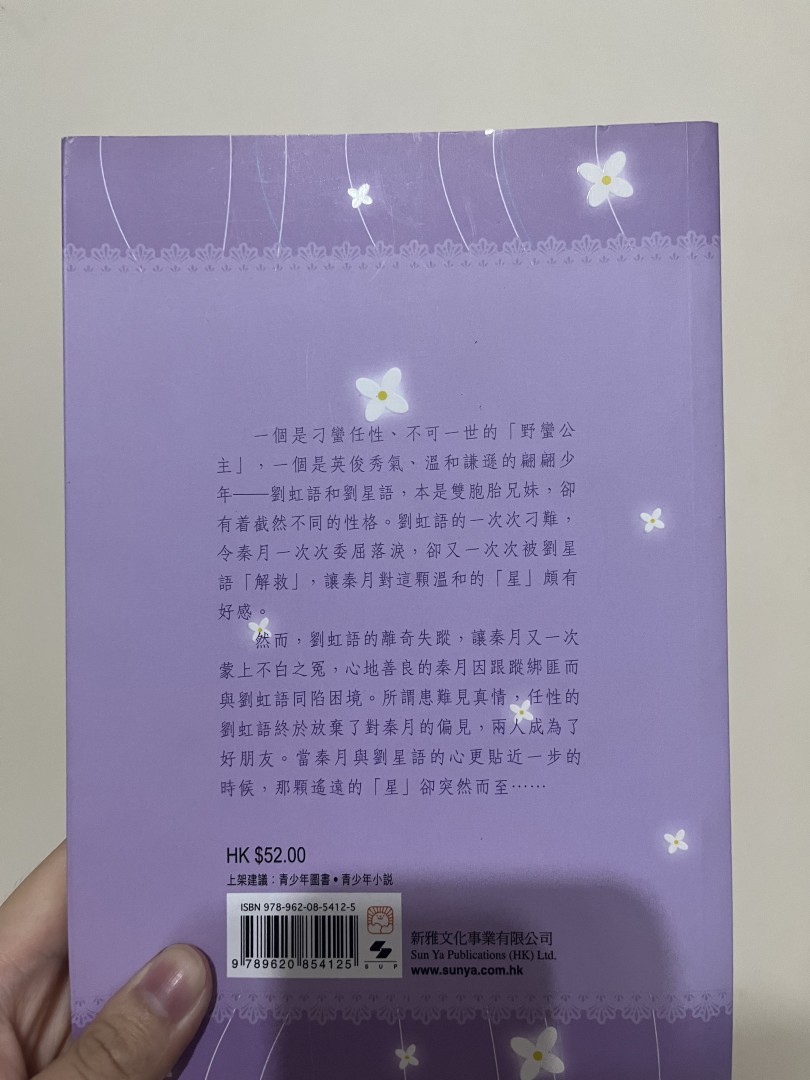 一個是刁蠻任性、不可一世的「野蠻公
主」，一個是英俊秀氣、溫和謙遜的翩翩少
年——劉虹語和劉星語，本是雙胞胎兄妹，卻
有着截然不同的性格。劉虹語的一次次刁難，
令秦月一次次委屈落淚，卻又一次次被劉星
語「解救」，讓秦月對這顆溫和的「星」頗有
好感。
然而，劉虹語的離奇失蹤，讓秦月又一次
蒙上不白之冤，心地善良的秦月因跟蹤綁匪而
與劉虹語同陷困境。所謂患難見真情，任性的
劉虹語終於放棄了對秦月的偏見，兩人成為了
好朋友。當秦月與劉星語的心更貼近一步的
時候，那顆遙遠的「星」卻突然而至……
HK $52.00
上架建議：青少年圖書•青少年小説
ISBN 978-962-08-5412-5
9 789620 854125
SUP
新雅文化事業有限公司
Sun Ya Publications (HK) Ltd.
www.sunya.com.hk